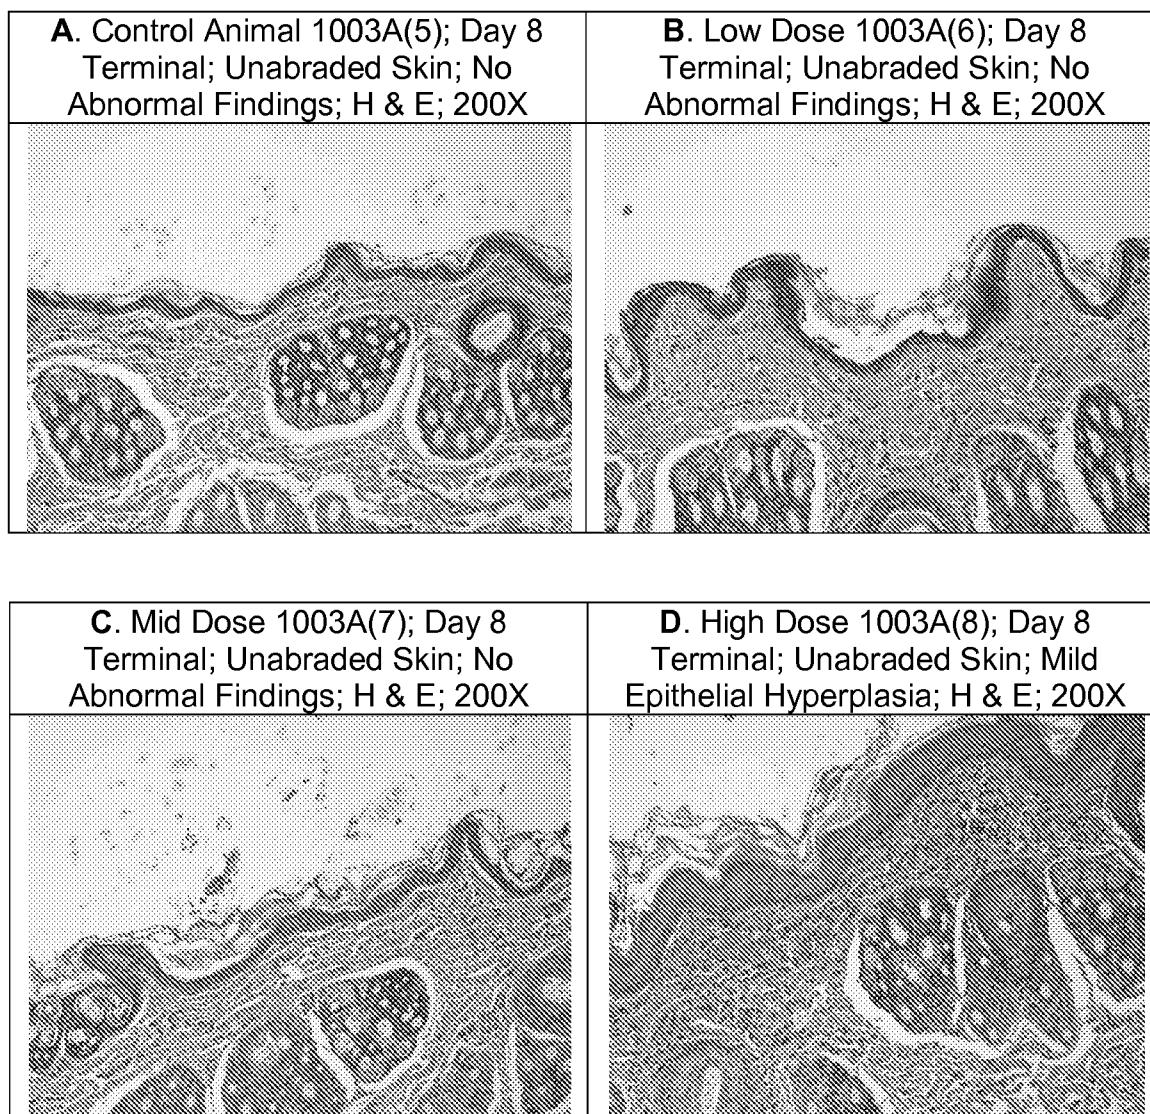 A. Control Animal 1003A(5); Day 8
Terminal; Unabraded Skin; No
Abnormal Findings; H & E; 200X
B. Low Dose 1003A(6); Day 8
Terminal; Unabraded Skin; No
Abnormal Findings; H & E; 200X
C. Mid Dose 1003A(7); Day 8
Terminal; Unabraded Skin; No
Abnormal Findings; H & E; 200X
D. High Dose 1003A(8); Day 8
Terminal; Unabraded Skin; Mild
Epithelial Hyperplasia; H & E; 200X